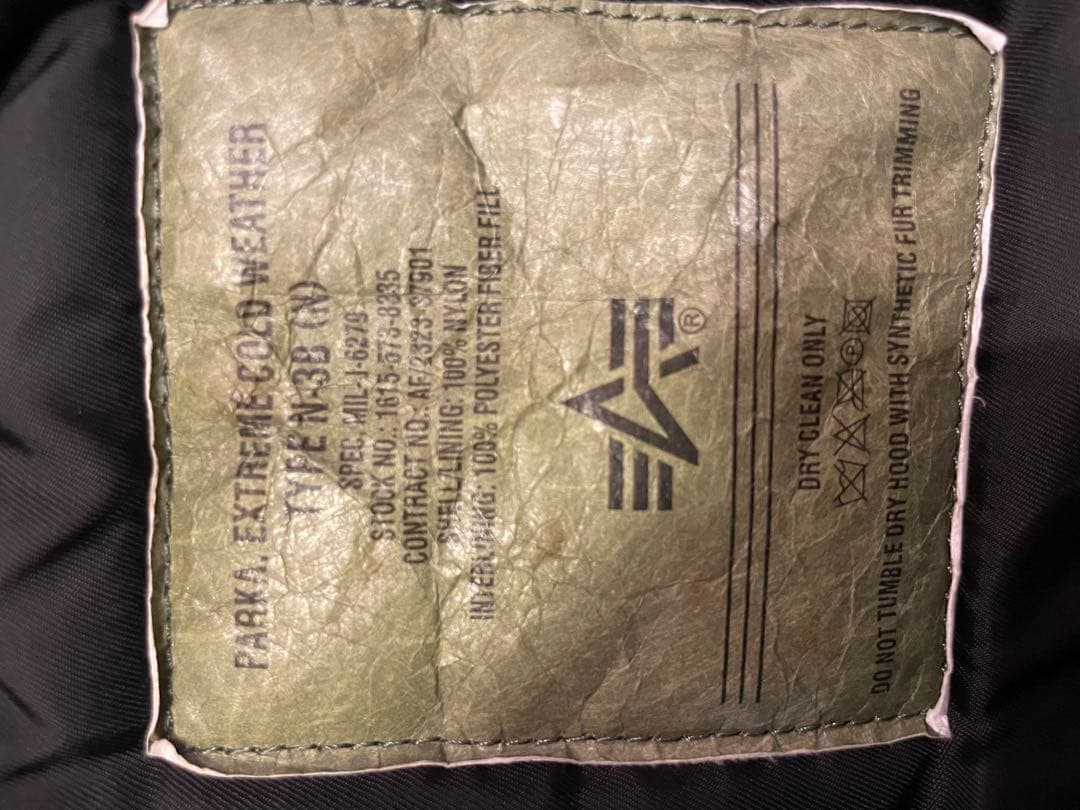 PARKA, EXTREME COLD WEATHER
TYPE N-3B (N)
SPEC. MIL-J-6279
STOCK NO.: 1615-573-8335
CONTRACT NO.: AF/2323-S7901
SHELL/LINING: 100% NYLON
INTERLINING: 100% POLYESTER FIBER FILL
®
DRY CLEAN ONLY
P
DO NOT TUMBLE DRY HOOD WITH SYNTHETIC FUR TRIMMING